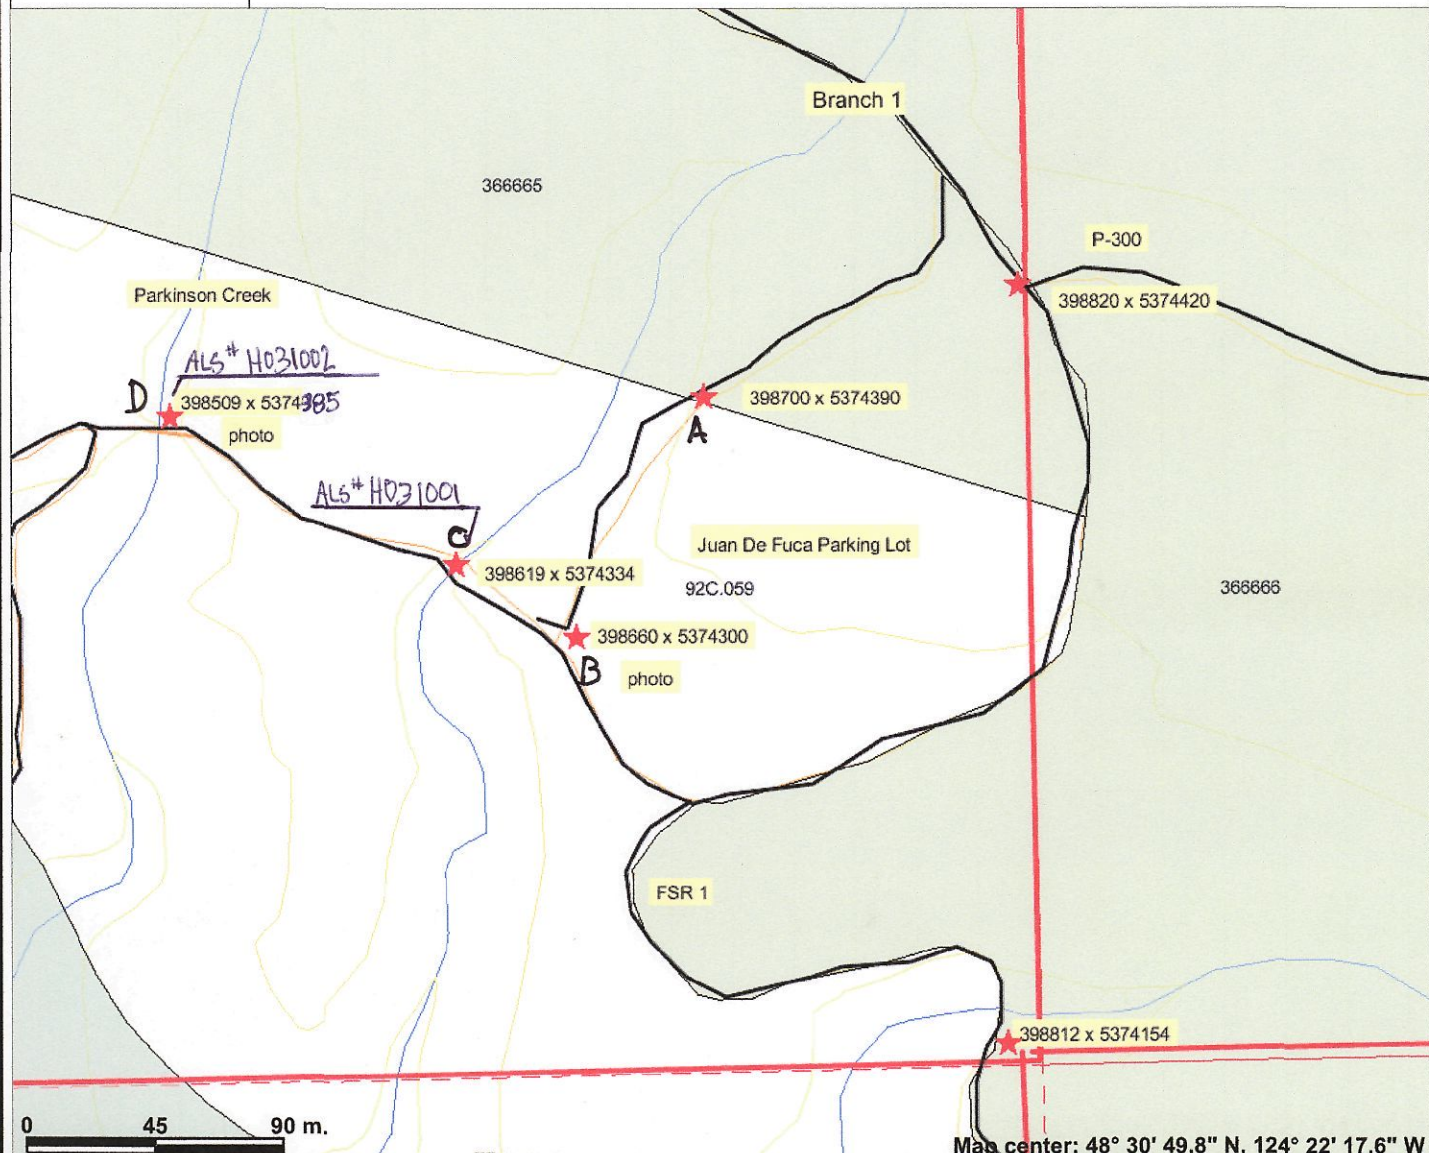 Branch 1
366665
P-300
Parkinson Creek
398820 x 5374420
ALS# H031002
D
398509 x 5374385
398700 x 5374390
photo
A
ALS# H031001
C
Juan De Fuca Parking Lot
398619 x 5374334
92C.059
366666
398660 x 5374300
B
photo
FSR 1
398812 x 5374154
0 45 90 m.
Map center: 48° 30' 49.8" N, 124° 22' 17.6" W